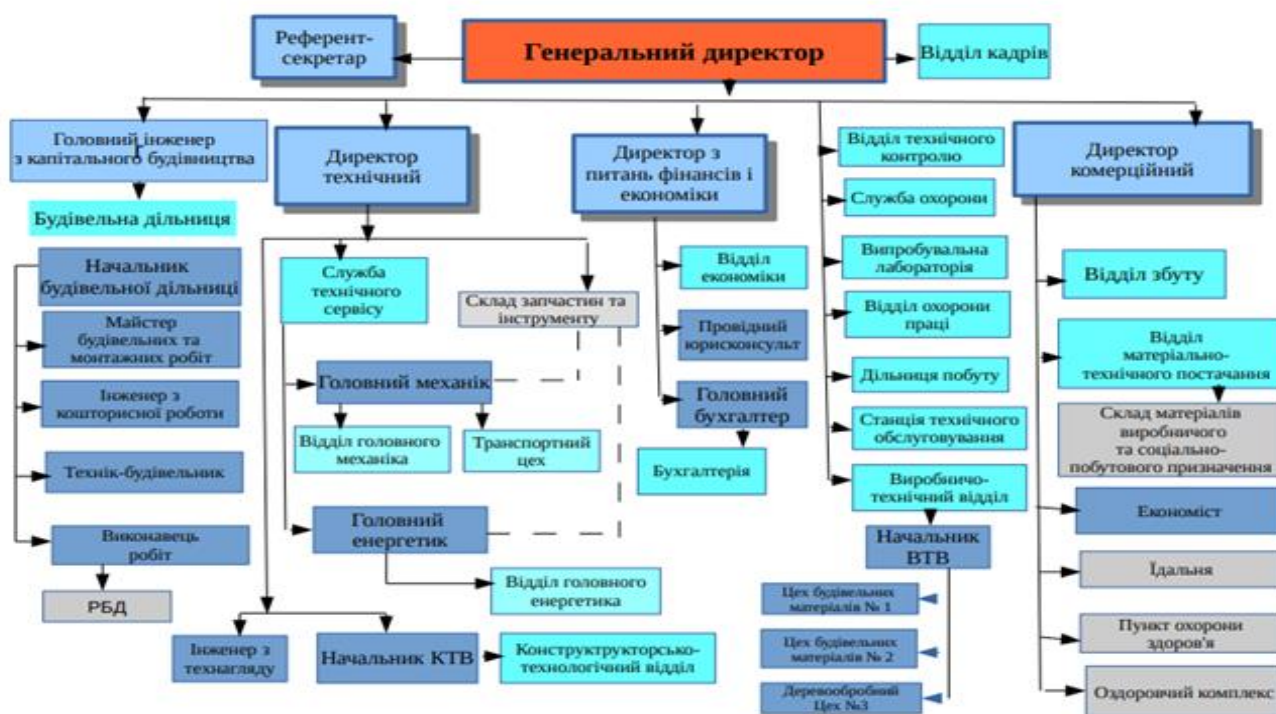 Референт-
секретар
Генеральний директор
Відділ кадрів
Головний інженер
з капітального будівництва
Будівельна дільниця
Начальник
будівельної дільниці
Майстер
будівельних та
монтажних робіт
Інженер з
кошторисної роботи
Технік-будівельник
Виконавець
робіт
РБД
Директор
технічний
Служба
технічного
сервісу
Склад запчастин та
інструменту
Головний механік
Відділ головного
механіка
Транспортний
цех
Головний
енергетик
Відділ головного
енергетика
Інженер з
технагляду
Начальник КТВ
Конструктрукторсько-
технологічний відділ
Директор з
питань фінансів і
економіки
Відділ
економіки
Провідний
юрисконсульт
Головний
бухгалтер
Бухгалтерія
Відділ технічного
контролю
Служба охорони
Випробувальна
лабораторія
Відділ охорони
праці
Дільниця побуту
Станція технічного
обслуговування
Виробничо-
технічний відділ
Начальник
ВТВ
Цех будівельних
матеріалів № 1
Цех будівельних
матеріалів № 2
Деревообробний
Цех №3
Директор
комерційний
Відділ збуту
Відділ
матеріально-
технічного постачання
Склад матеріалів
виробничого
та соціально-
побутового призначення
Економіст
Їдальня
Пункт охорони
здоров'я
Оздоровчий комплекс